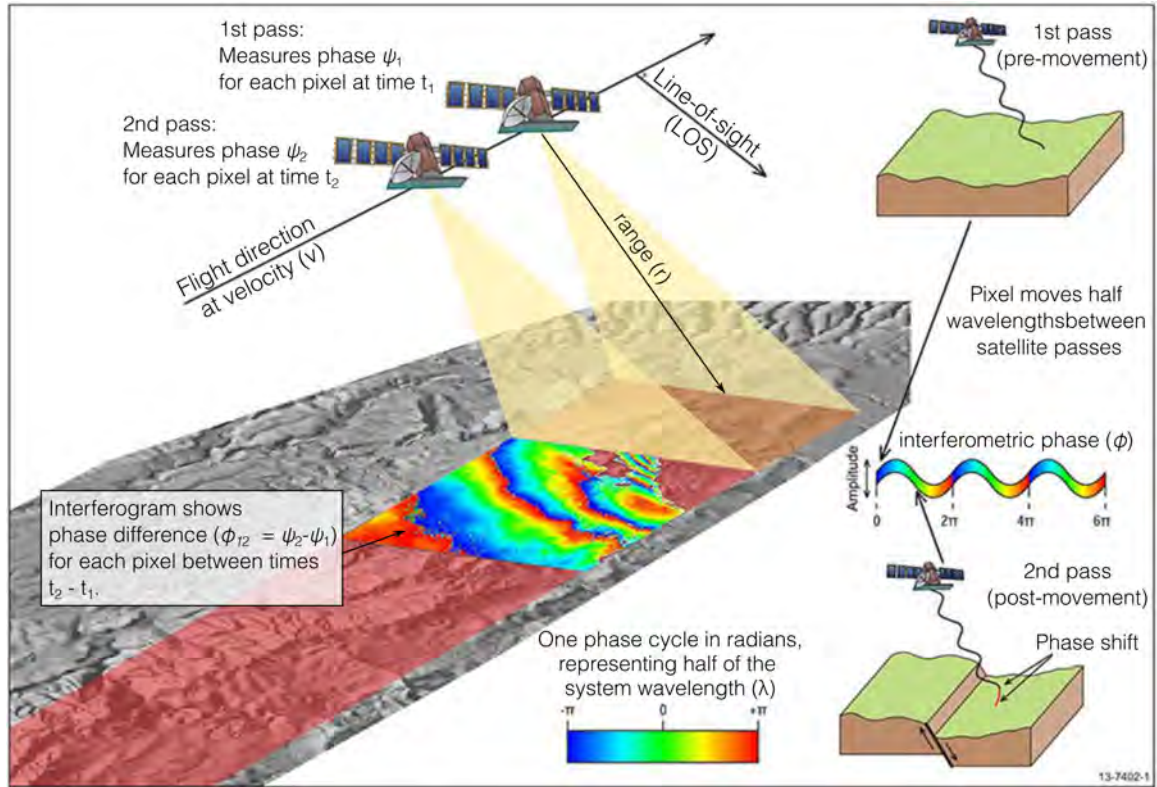 1st pass:
Measures phase ψ₁
for each pixel at time t₁
2nd pass:
Measures phase ψ₂
for each pixel at time t₂
Flight direction
at velocity (v)
Line-of-sight
(LOS)
range (r)
1st pass
(pre-movement)
Pixel moves half
wavelengthsbetween
satellite passes
interferometric phase (ϕ)
Amplitude
0 2π 4π 6π
2nd pass
(post-movement)
Phase shift
Interferogram shows
phase difference (ϕ₁₂ = ψ₂-ψ₁)
for each pixel between times
t₂ - t₁.
One phase cycle in radians,
representing half of the
system wavelength (λ)
-π 0 +π
13-7402-1